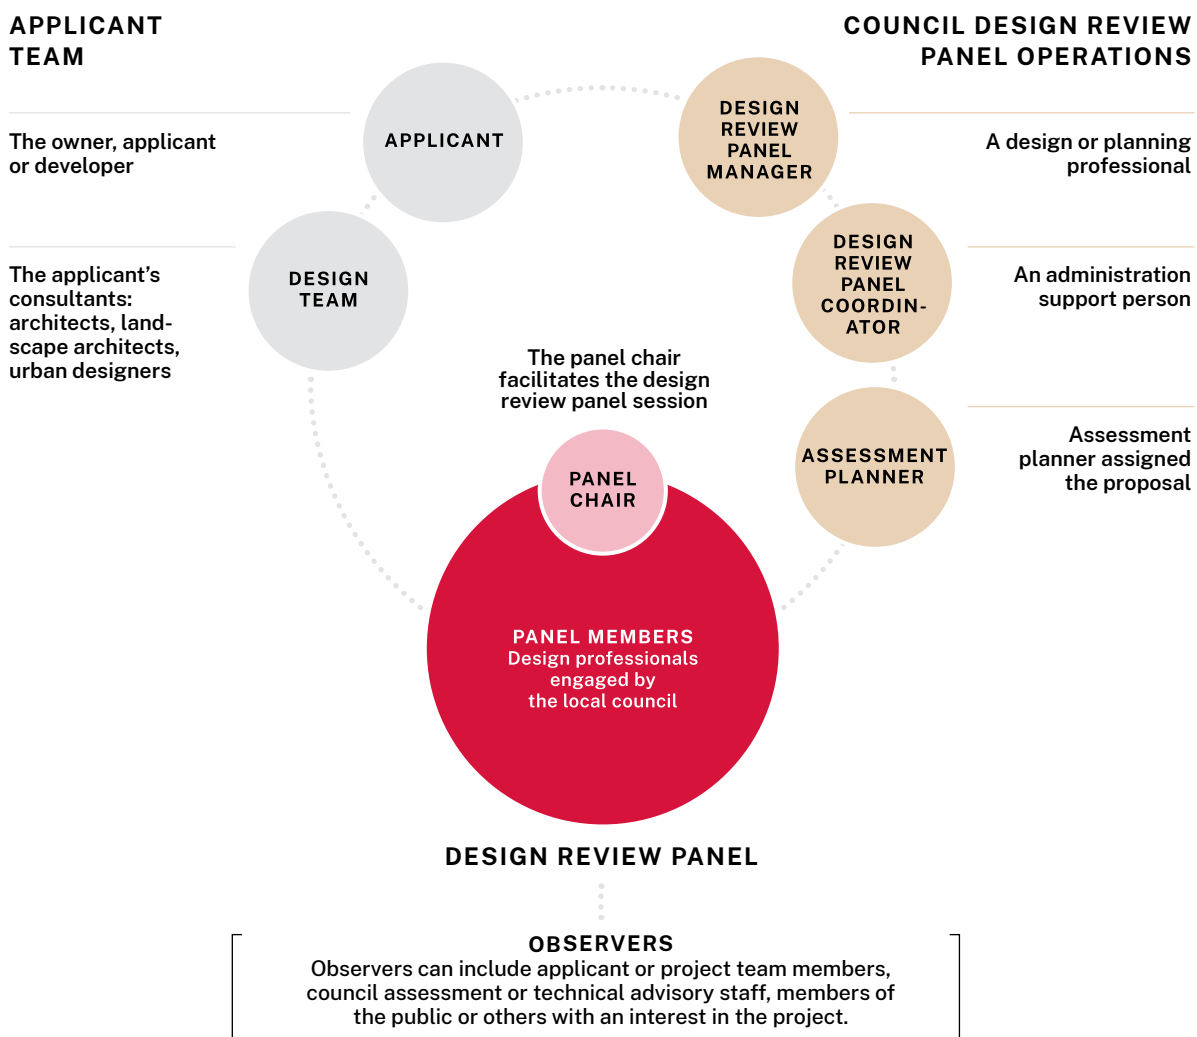 APPLICANT
TEAM
COUNCIL DESIGN REVIEW
PANEL OPERATIONS
The owner, applicant
or developer
APPLICANT
DESIGN
REVIEW
PANEL
MANAGER
A design or planning
professional
The applicant’s
consultants:
architects, land-
scape architects,
urban designers
DESIGN
TEAM
DESIGN
REVIEW
PANEL
COORDIN-
ATOR
An administration
support person
The panel chair
facilitates the design
review panel session
ASSESSMENT
PLANNER
Assessment
planner assigned
the proposal
PANEL
CHAIR
PANEL MEMBERS
Design professionals
engaged by
the local council
DESIGN REVIEW PANEL
OBSERVERS
Observers can include applicant or project team members,
council assessment or technical advisory staff, members of
the public or others with an interest in the project.